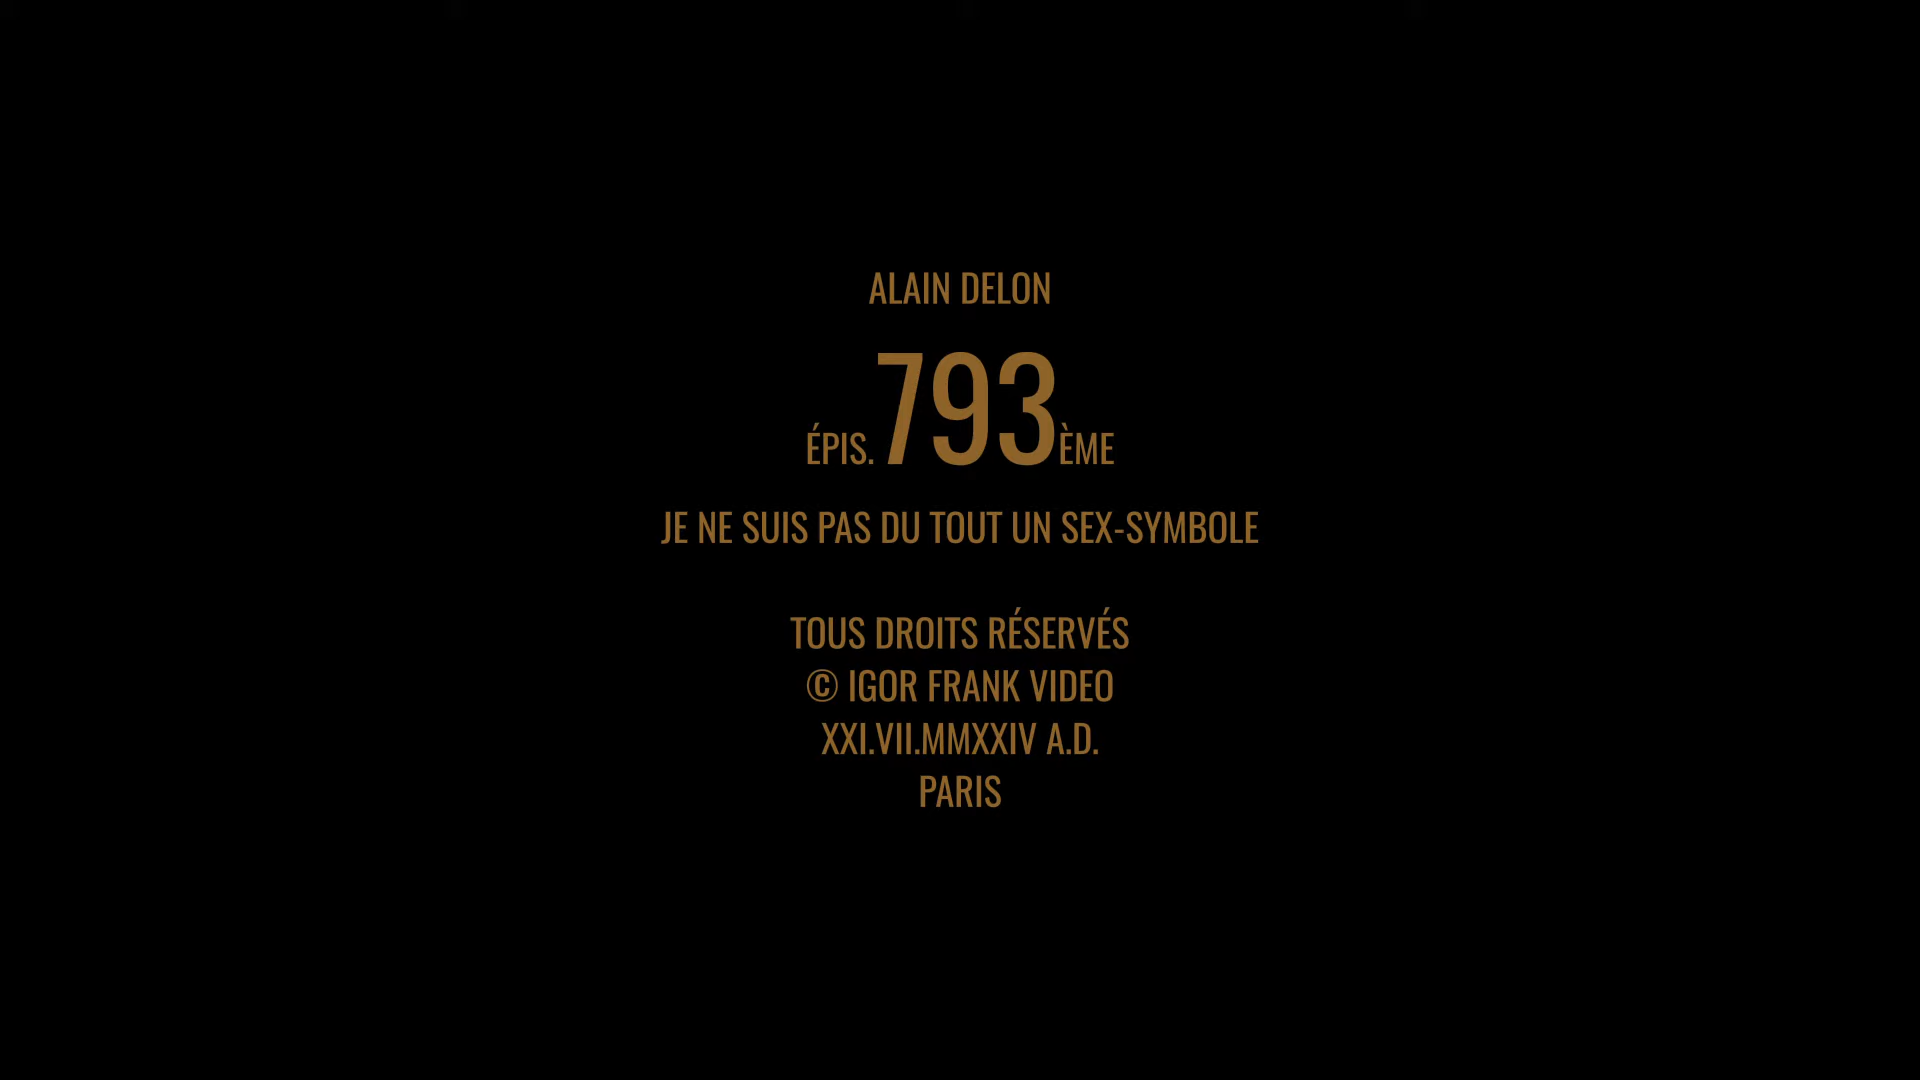 ALAIN DELON
ÉPIS. 793ÈME
JE NE SUIS PAS DU TOUT UN SEX-SYMBOLE
TOUS DROITS RÉSERVÉS
© IGOR FRANK VIDEO
XXI.VII.MMXXIV A.D.
PARIS